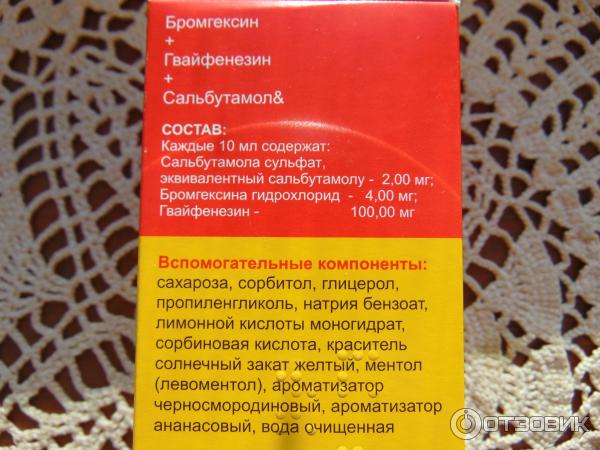 Бромгексин
+
Гвайфенезин
+
Сальбутамол&
СОСТАВ:
Каждые 10 мл содержат:
Сальбутамола сульфат,
эквивалентный сальбутамолу - 2,00 мг;
Бромгексина гидрохлорид - 4,00 мг;
Гвайфенезин - 100,00 мг
Вспомогательные компоненты:
сахароза, сорбитол, глицерол,
пропиленгликоль, натрия бензоат,
лимонной кислоты моногидрат,
сорбиновая кислота, краситель
солнечный закат желтый, ментол
(левоментол), ароматизатор
черносмородиновый, ароматизатор
ананасовый, вода очищенная
ОТЗОВИК